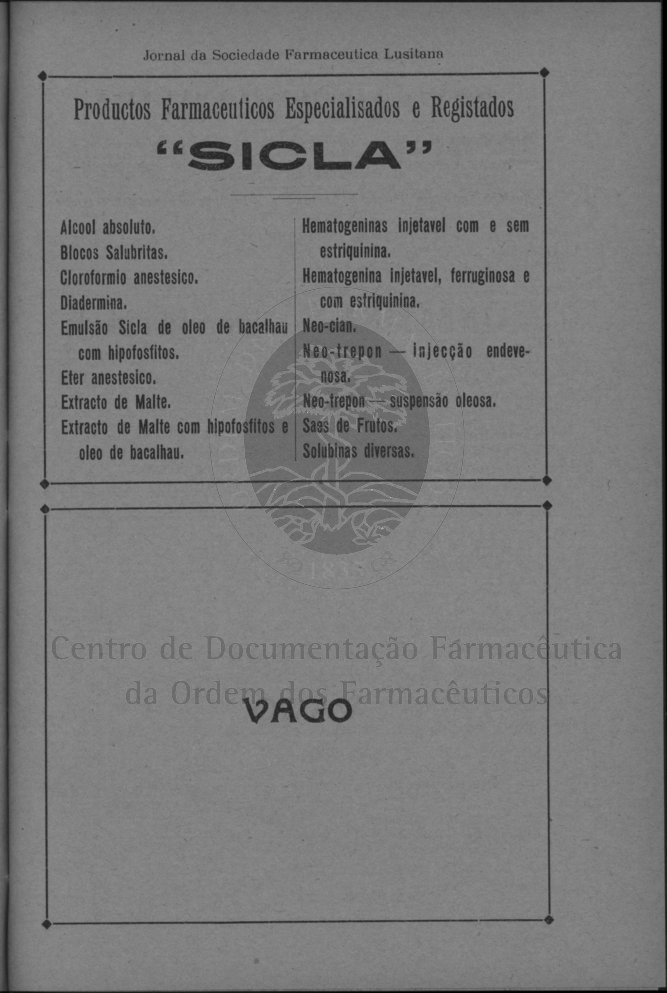 Jornal da Sociedade Farmaceutica Lusitana
Productos Farmaceuticos Especialisados e Registados
“SICLA”
Alcool absoluto.
Blocos Salubritas.
Cloroformio anestesico.
Diadermina.
Emulsão Sicla de oleo de bacalhau
com hipofosfitos.
Eter anestesico.
Extracto de Malte.
Extracto de Malte com hipofosfitos e
oleo de bacalhau.
Hematogeninas injetavel com e sem
estriquinina.
Hematogenina injetavel, ferruginosa e
com estriquinina.
Neo-cian.
Neo-trepon — injecção endeve-
nosa.
Neo-trepon — suspensão oleosa.
Saes de Frutos.
Solubinas diversas.
Centro de Documentação Farmacêutica
da Ordem dos Farmacêuticos
VAGO